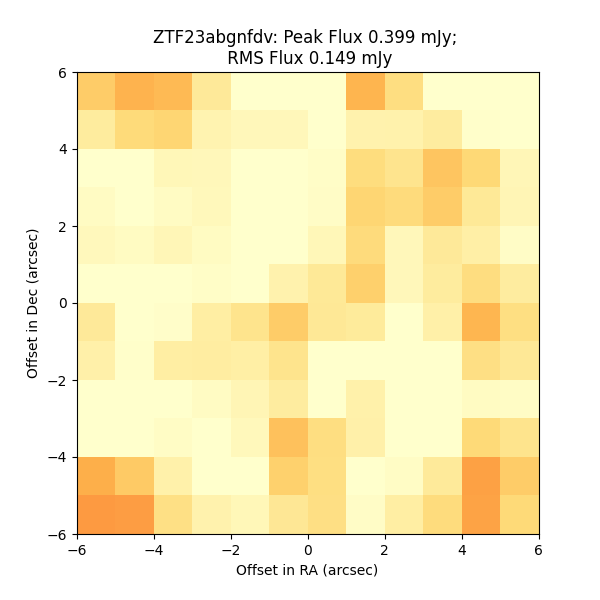 ZTF23abgnfdv: Peak Flux 0.399 mJy;
RMS Flux 0.149 mJy
6
4
2
0
−2
−4
−6
Offset in Dec (arcsec)
−6 −4 −2 0 2 4 6
Offset in RA (arcsec)